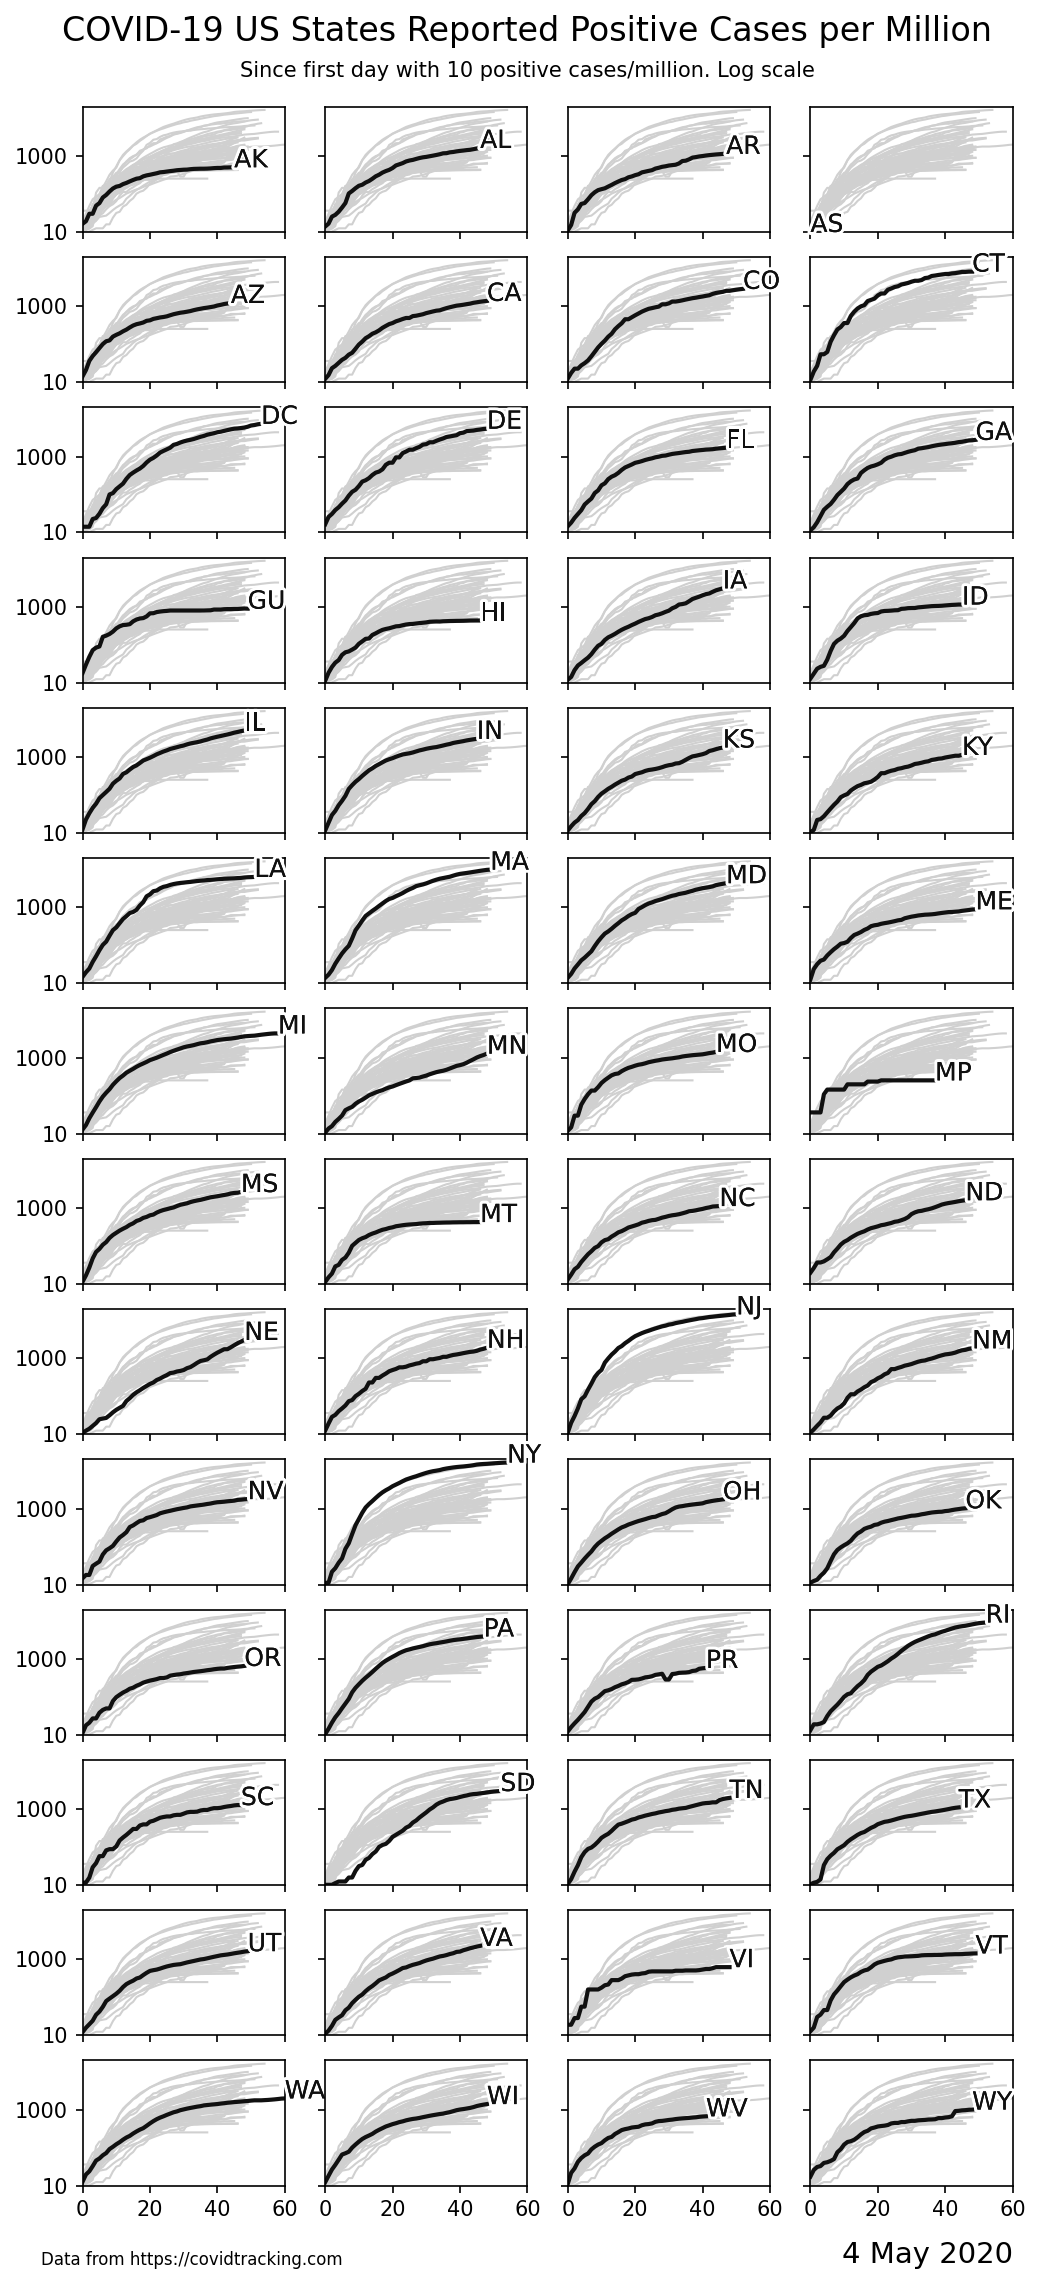 COVID-19 US States Reported Positive Cases per Million
Since first day with 10 positive cases/million. Log scale
1000 AK AL AR
10 AS
1000 AZ CA CO CT
10
1000 DC DE FL GA
10
1000 GU HI IA ID
10
1000 IL IN KS KY
10
1000 LA MA MD ME
10
1000 MI MN MO MP
10
1000 MS MT NC ND
10
1000 NE NH NJ NM
10
1000 NV NY OH OK
10
1000 OR PA PR RI
10
1000 SC SD TN TX
10
1000 UT VA VI VT
10
1000 WA WI WV WY
10
0 20 40 60 0 20 40 60 0 20 40 60 0 20 40 60
Data from https://covidtracking.com 4 May 2020